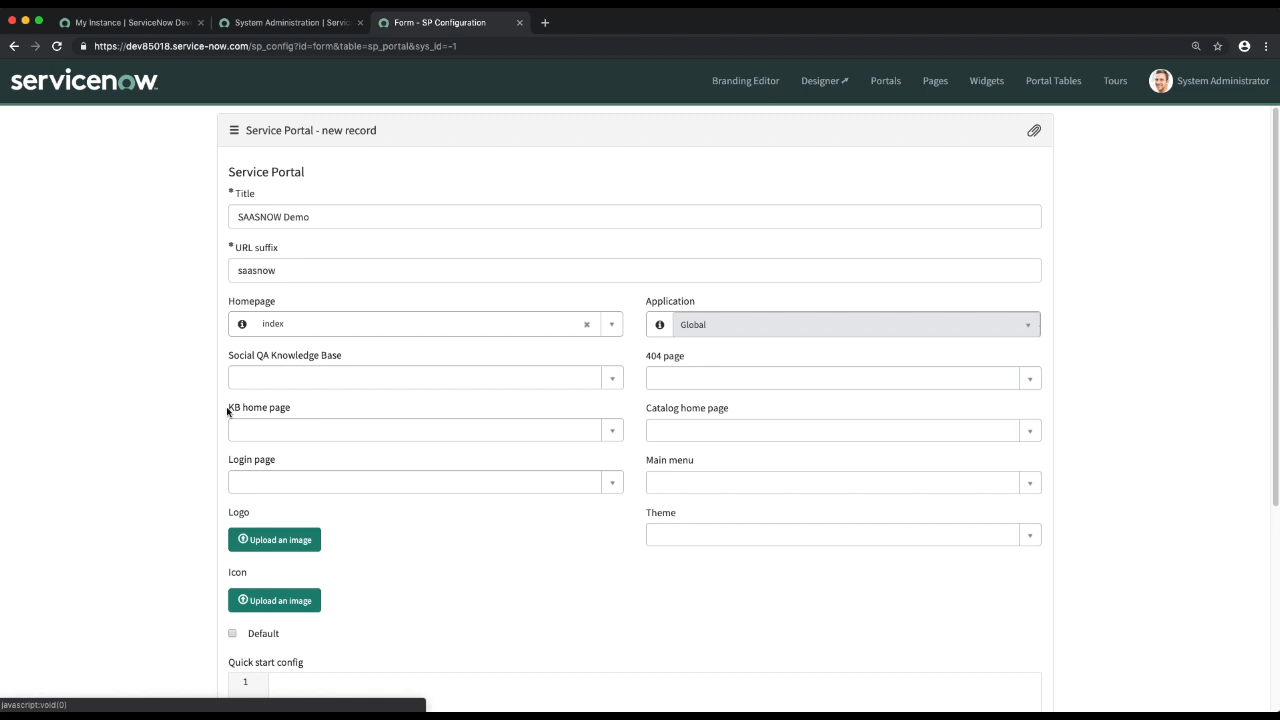 My Instance | ServiceNow Dev
System Administration | Servic
Form - SP Configuration
https://dev85018.service-now.com/sp_config?id=form&table=sp_portal&sys_id=-1
servicenow
Branding Editor
Designer
Portals
Pages
Widgets
Portal Tables
Tours
System Administrator
Service Portal - new record
Service Portal
* Title
SAASNOW Demo
* URL suffix
saasnow
Homepage
Application
index
Global
Social QA Knowledge Base
404 page
KB home page
Catalog home page
Login page
Main menu
Logo
Theme
Upload an image
Icon
Upload an image
Default
Quick start config
1
javascript:void(0)